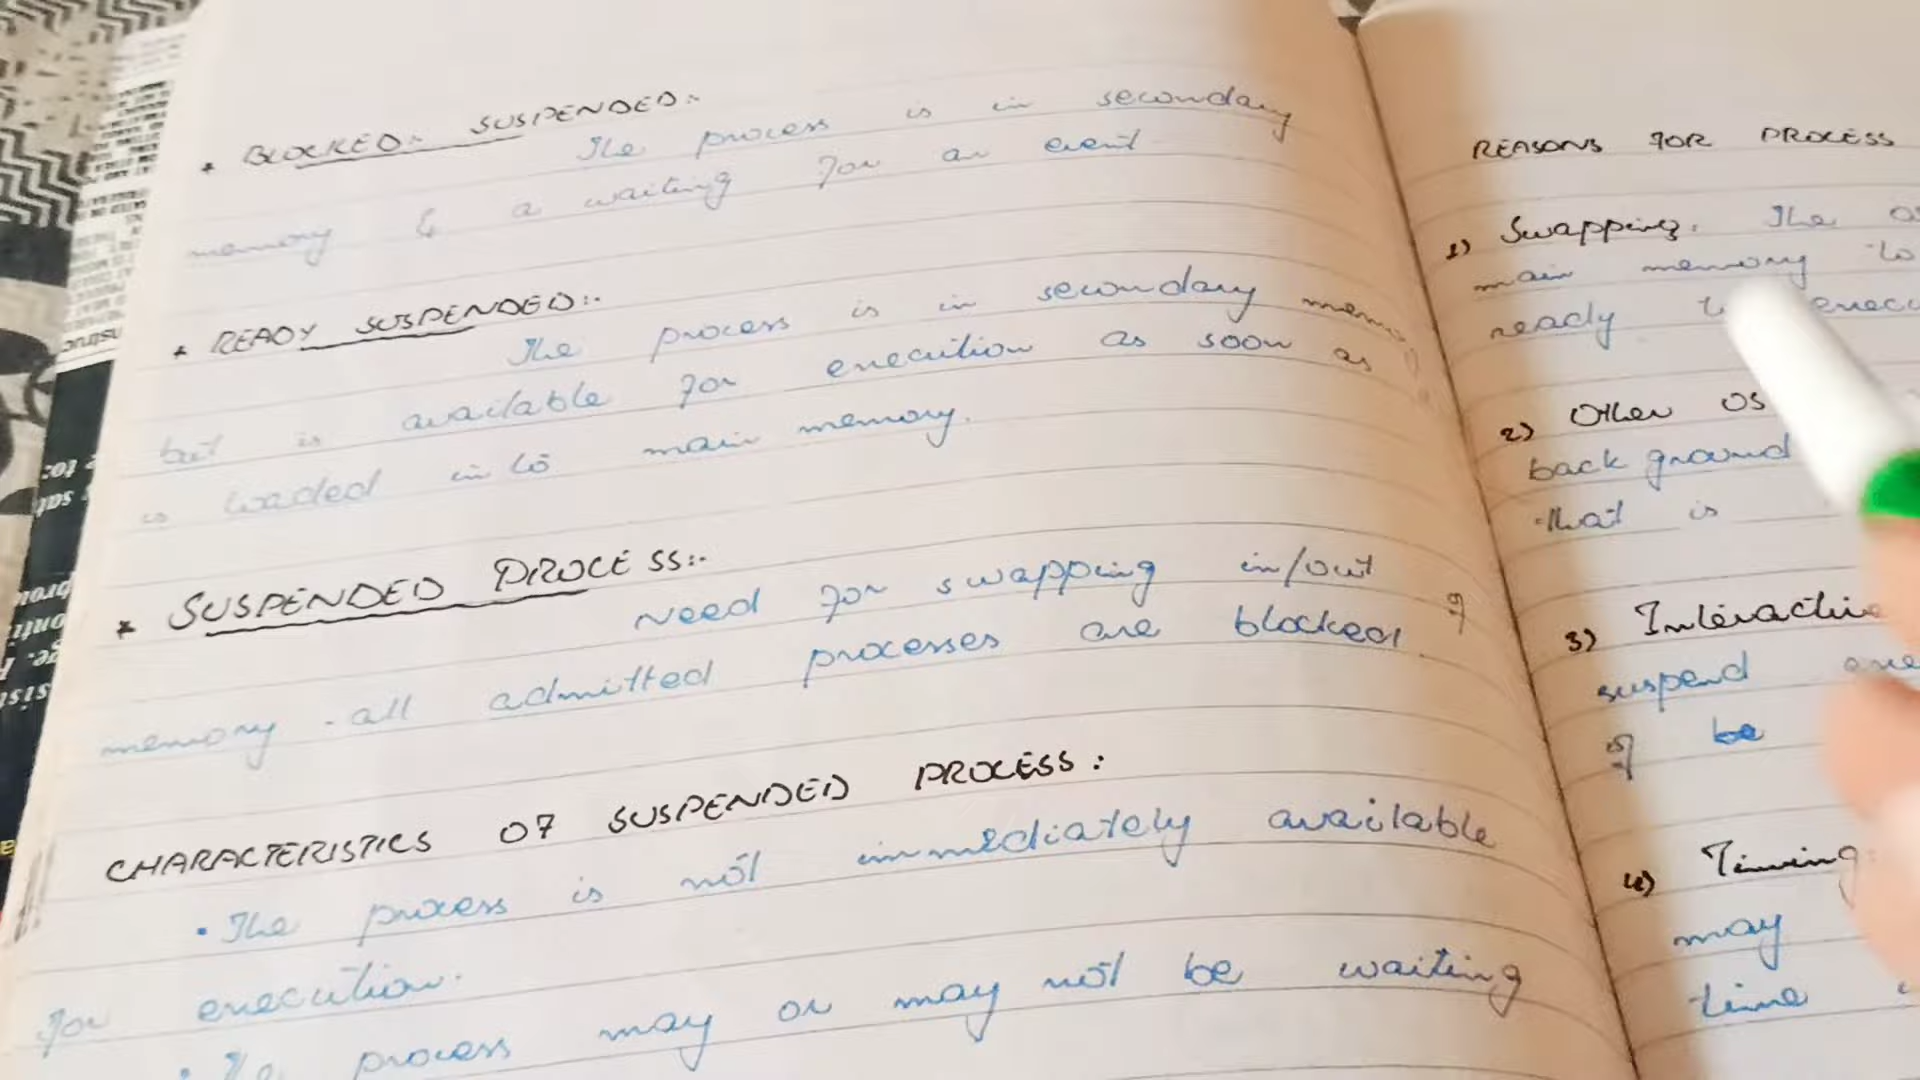 * BLOCKED: SUSPENDED:-
The process is in secondary
memory & a waiting for an event
* READY SUSPENDED:-
The process is in secondary memo
but is available for execution as soon as
is loaded in to main memory.
* SUSPENDED PROCESS:-
Need for swapping in/out of
memory - all admitted processes are blocked.
CHARACTERISTICS OF SUSPENDED PROCESS:
• The process is not immediately available
for execution.
• The process may or may not be waiting
REASONS FOR PROCESS
1) Swapping. The
main memory to
ready
2) Other OS
back ground
that is
3) Interactive
suspend
of be
4) Timing:
may
time